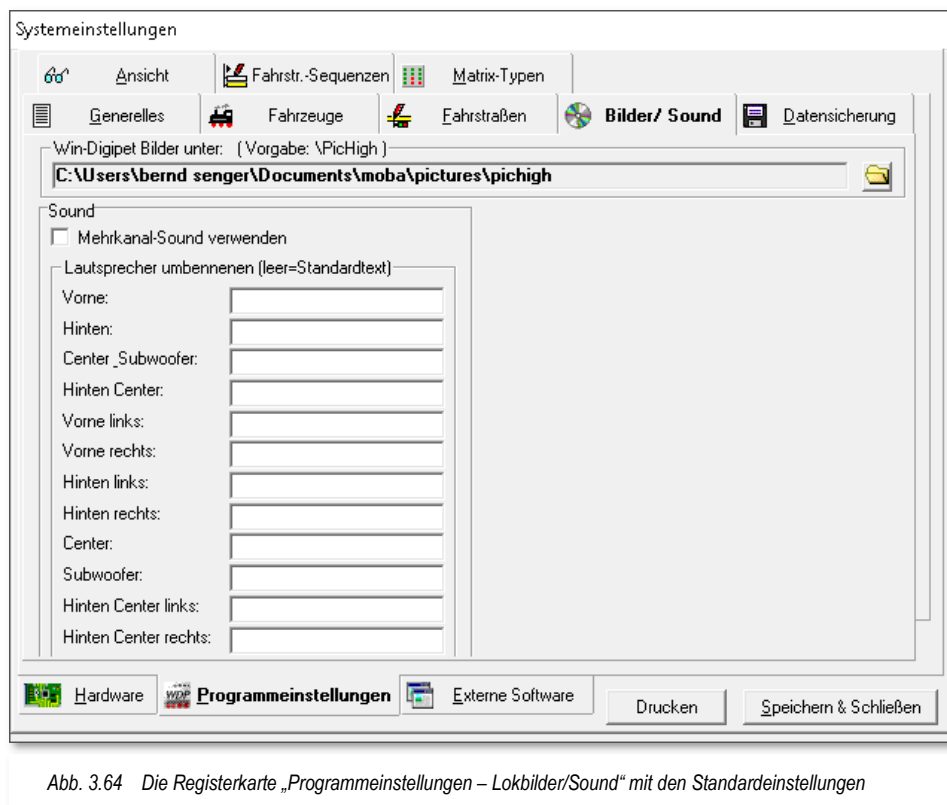 Systemeinstellungen
Ansicht
Fahrstr.-Sequenzen
Matrix-Typen
Generelles
Fahrzeuge
Fahrstraßen
Bilder/ Sound
Datensicherung
Win-Digipet Bilder unter: ( Vorgabe: \PicHigh )
C:\Users\bernd senger\Documents\moba\pictures\pichigh
Sound
Mehrkanal-Sound verwenden
Lautsprecher umbennenen (leer=Standardtext)
Vorne:
Hinten:
Center_Subwoofer:
Hinten Center:
Vorne links:
Vorne rechts:
Hinten links:
Hinten rechts:
Center:
Subwoofer:
Hinten Center links:
Hinten Center rechts:
Hardware
WDP
Programmeinstellungen
Externe Software
Drucken
Speichern & Schließen
Abb. 3.64 Die Registerkarte „Programmeinstellungen – Lokbilder/Sound“ mit den Standardeinstellungen